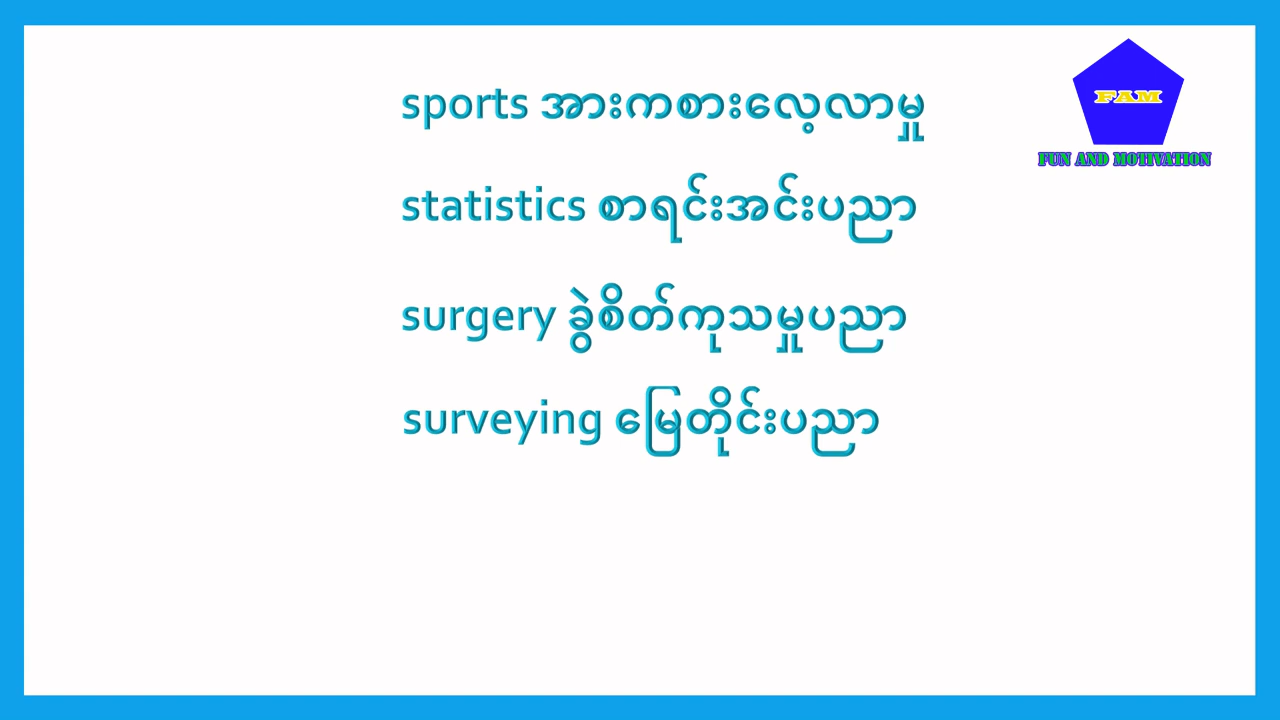 sports အားကစားလေ့လာမှု
FAM
FUN AND MOTIVATION
statistics စာရင်းအင်းပညာ
surgery ခွဲစိတ်ကုသမှုပညာ
surveying မြေတိုင်းပညာ